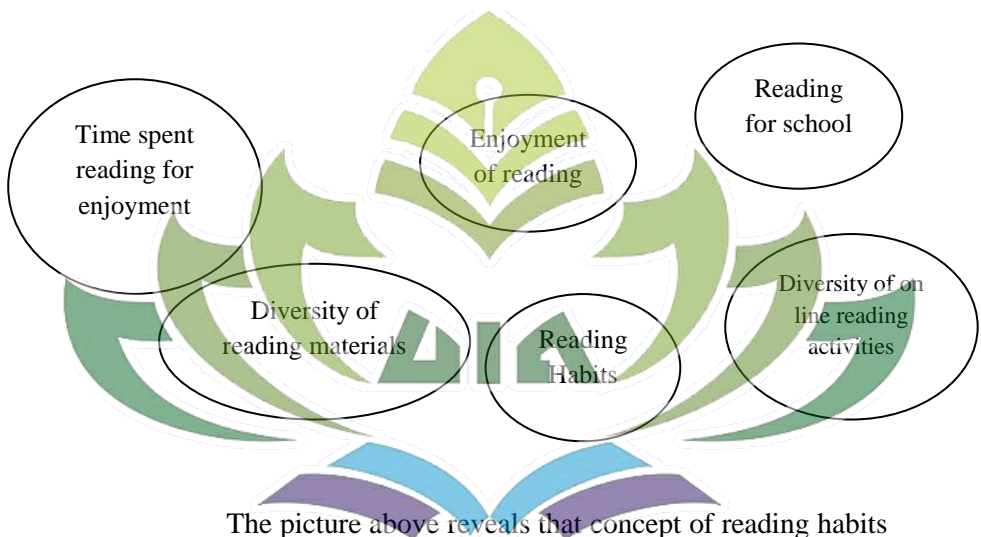 Time spent
reading for
enjoyment
Enjoyment
of reading
Reading
for school
Diversity of
reading materials
Reading
Habits
Diversity of on
line reading
activities
The picture above reveals that concept of reading habits